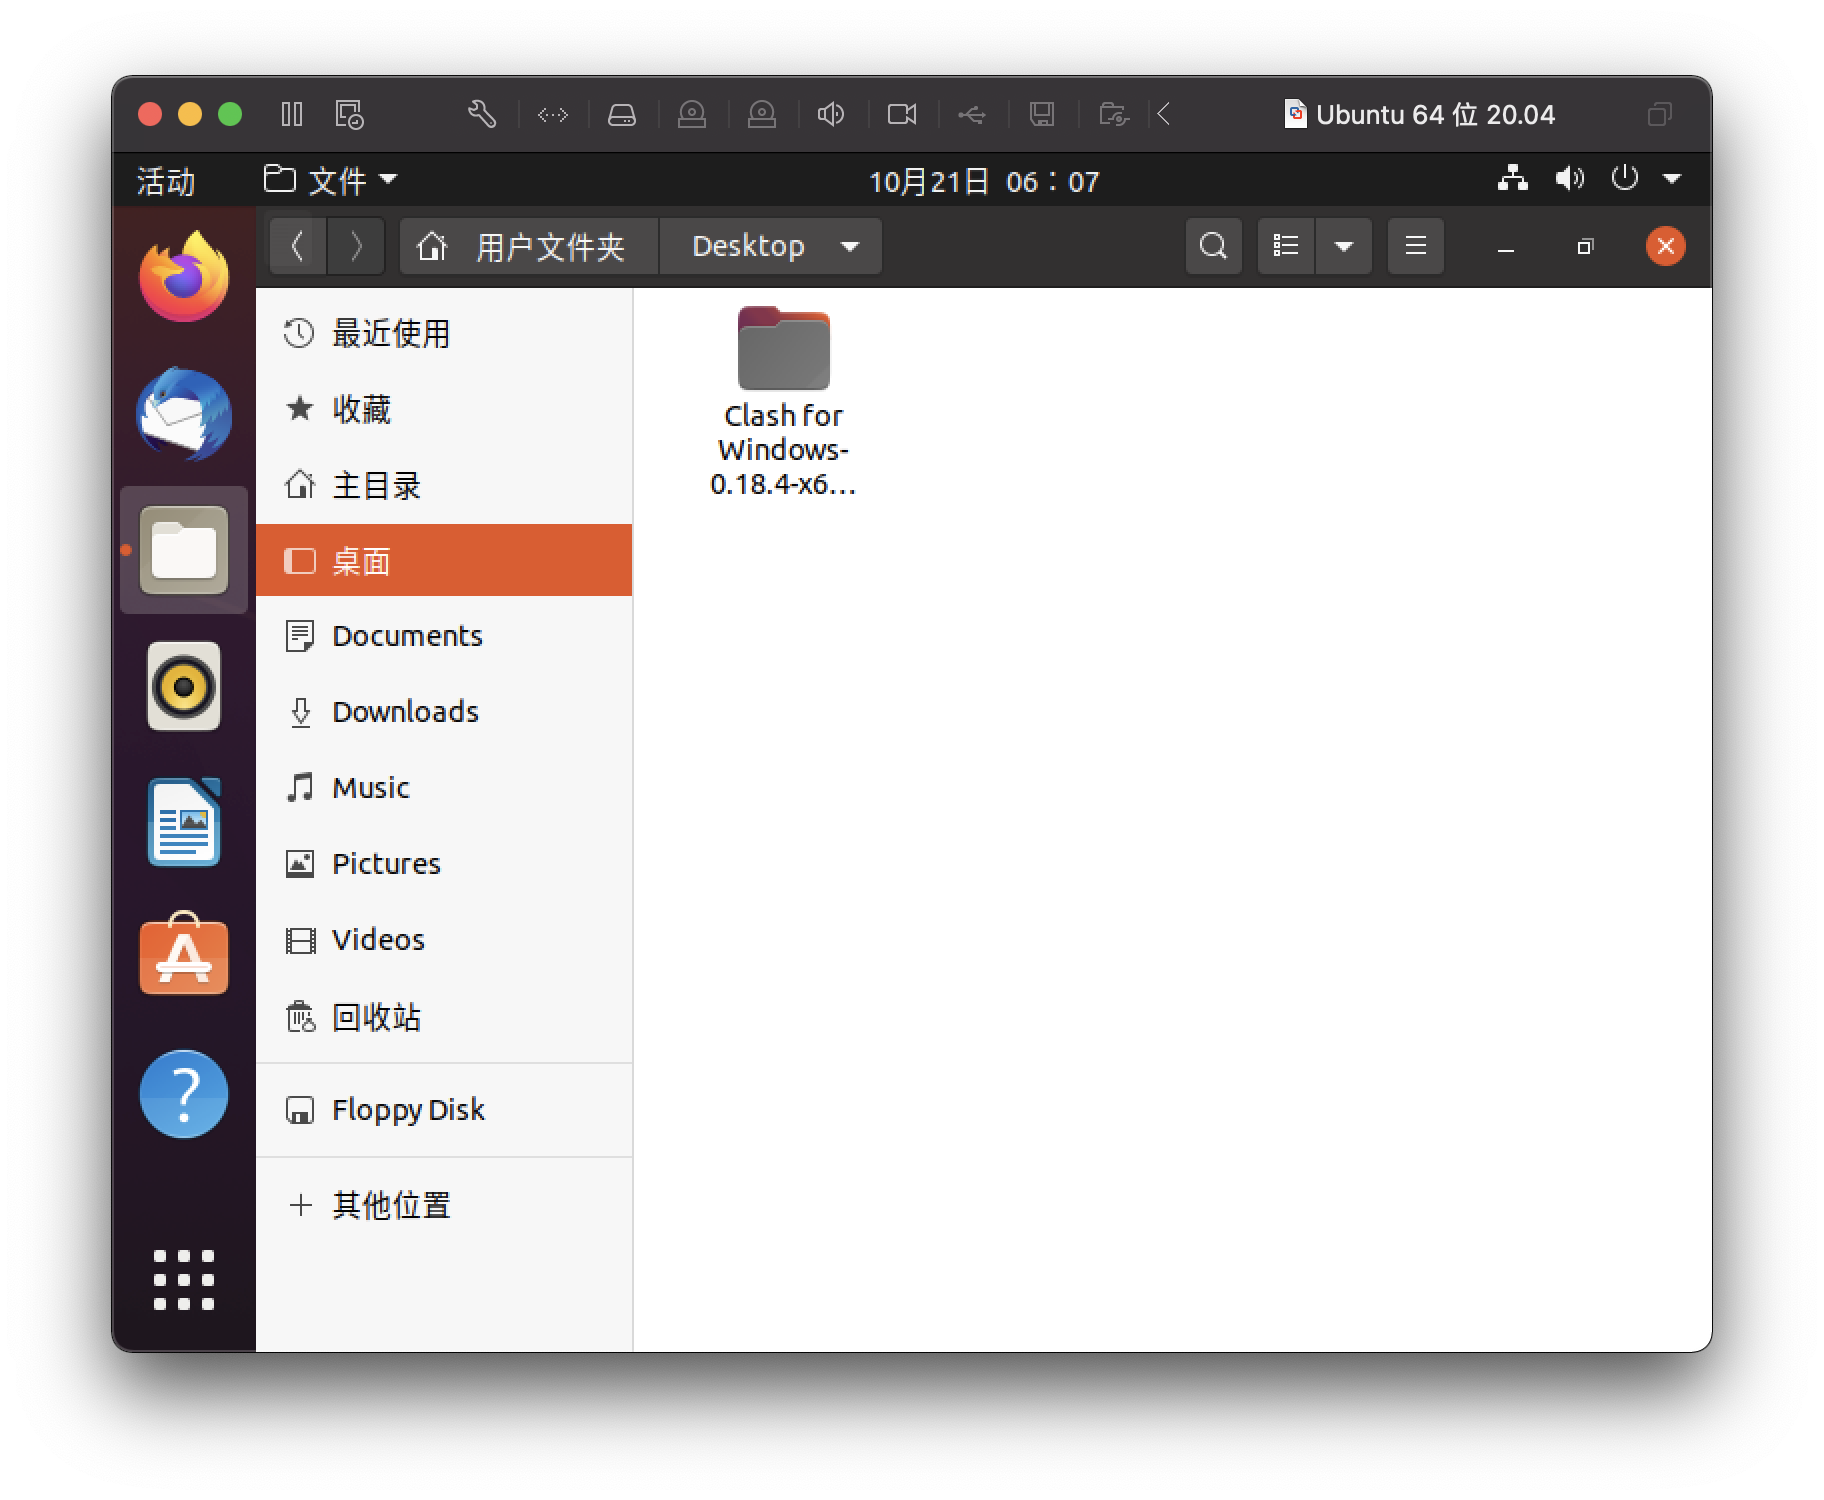 Ubuntu 64 位 20.04
活动
文件
10月21日 06：07
用户文件夹
Desktop
最近使用
收藏
主目录
桌面
Documents
Downloads
Music
Pictures
Videos
回收站
Floppy Disk
其他位置
Clash for
Windows-
0.18.4-x6…